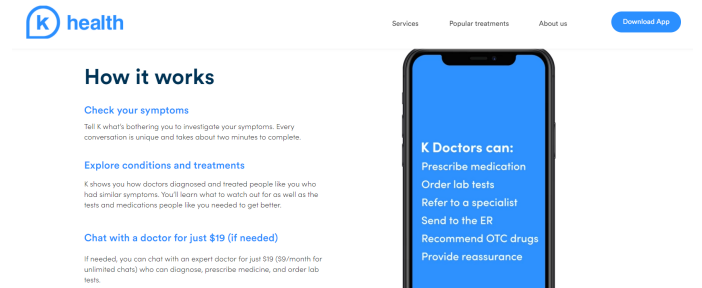 k health
Services
Popular treatments
About us
Download App
How it works
Check your symptoms
Tell K what's bothering you to investigate your symptoms. Every
conversation is unique and takes about two minutes to complete.
Explore conditions and treatments
K shows you how doctors diagnosed and treated people like you who
had similar symptoms. You'll learn what to watch out for as well as the
tests and medications people like you needed to get better.
Chat with a doctor for just $19 (if needed)
If needed, you can chat with an expert doctor for just $19 ($9/month for
unlimited chats) who can diagnose, prescribe medicine, and order lab
tests.
K Doctors can:
Prescribe medication
Order lab tests
Refer to a specialist
Send to the ER
Recommend OTC drugs
Provide reassurance